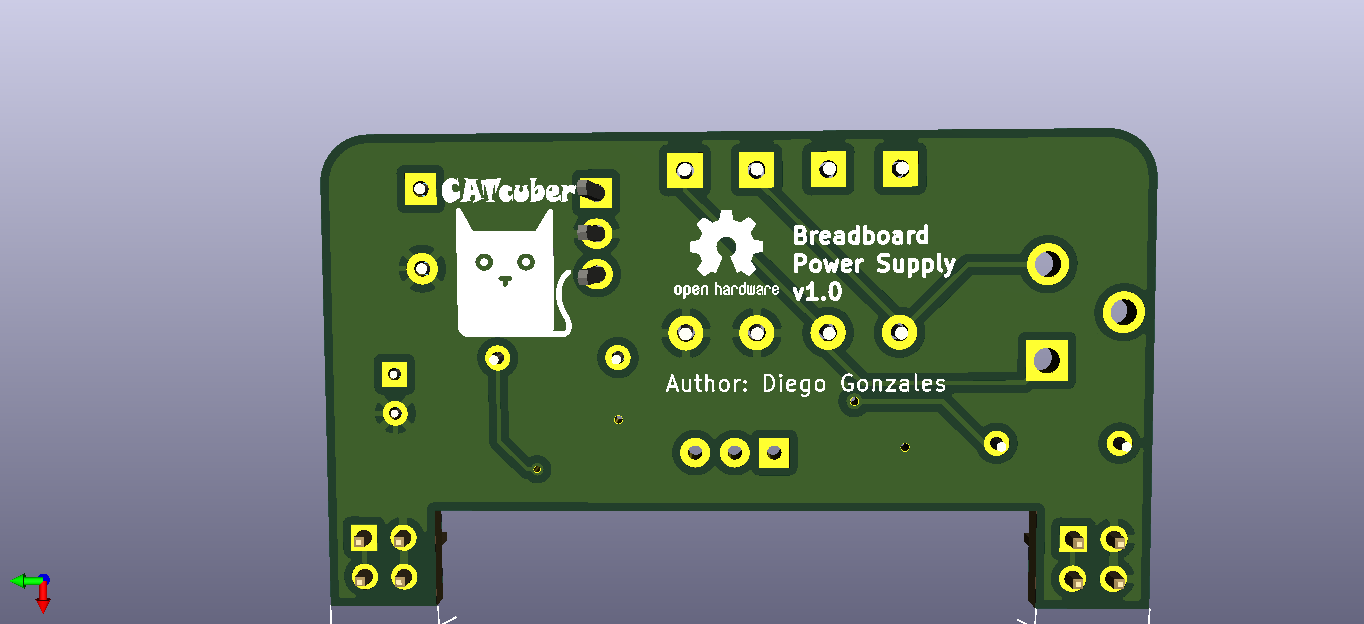 CATcuber
Breadboard
Power Supply
v1.0
open hardware
Author: Diego Gonzales